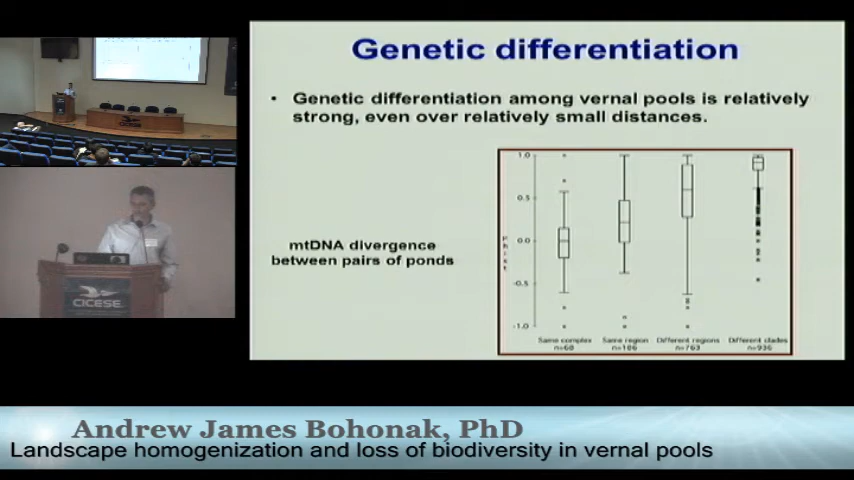 Genetic differentiation
• Genetic differentiation among vernal pools is relatively
strong, even over relatively small distances.
mtDNA divergence
between pairs of ponds
1.0
0.5
0.0
-0.5
-1.0
Same complex
n=68
Same region
n=186
Different regions
n=763
Different clades
n=936
CICESE
Andrew James Bohonak, PhD
Landscape homogenization and loss of biodiversity in vernal pools